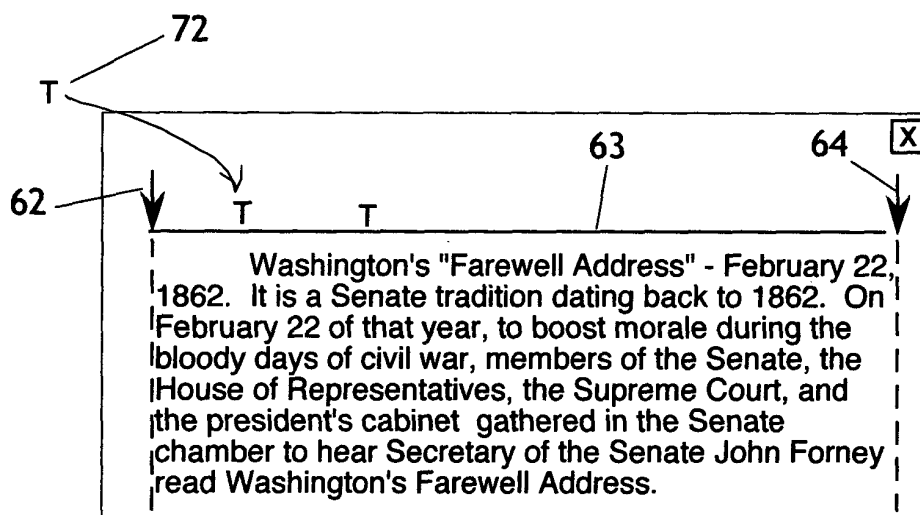 72
T
63 64 X
62 T T
Washington's "Farewell Address" - February 22,
1862. It is a Senate tradition dating back to 1862. On
February 22 of that year, to boost morale during the
bloody days of civil war, members of the Senate, the
House of Representatives, the Supreme Court, and
the president's cabinet gathered in the Senate
chamber to hear Secretary of the Senate John Forney
read Washington's Farewell Address.